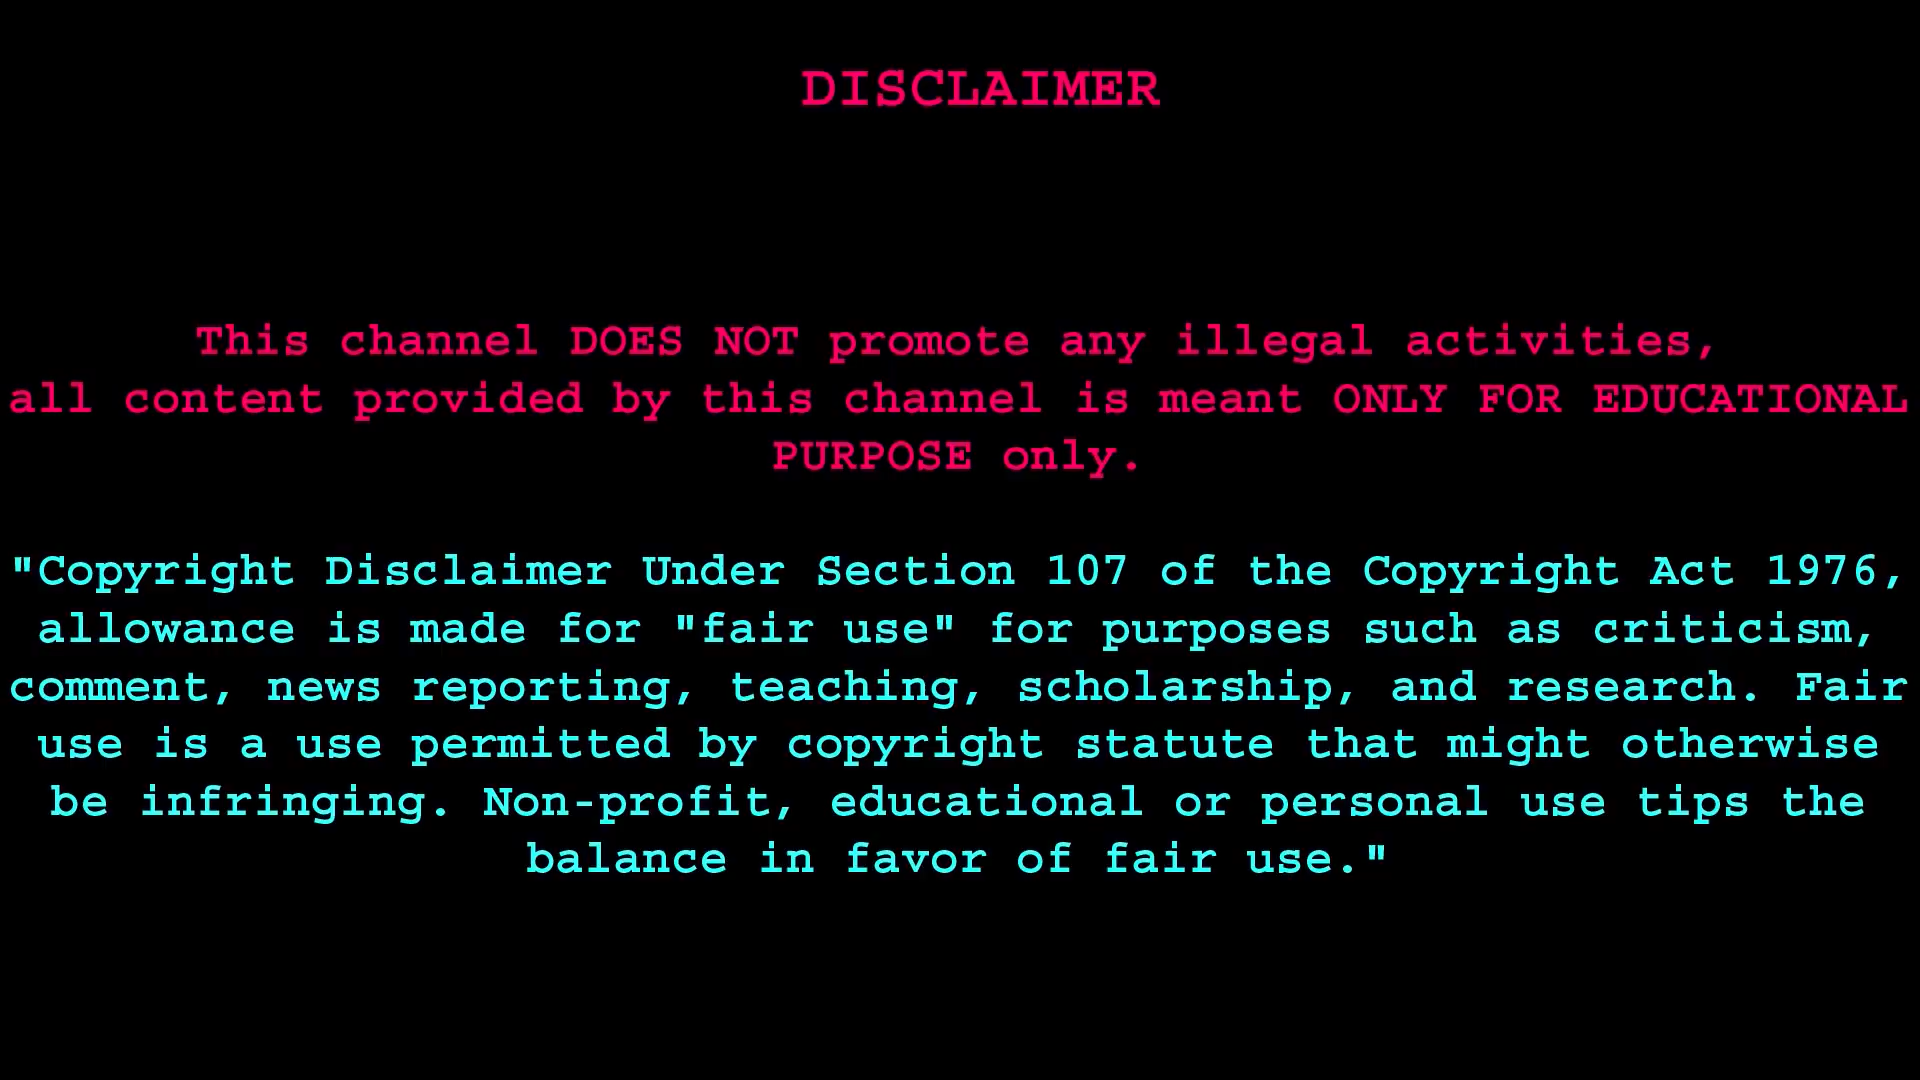 DISCLAIMER
This channel DOES NOT promote any illegal activities,
all content provided by this channel is meant ONLY FOR EDUCATIONAL
PURPOSE only.
"Copyright Disclaimer Under Section 107 of the Copyright Act 1976,
allowance is made for "fair use" for purposes such as criticism,
comment, news reporting, teaching, scholarship, and research. Fair
use is a use permitted by copyright statute that might otherwise
be infringing. Non-profit, educational or personal use tips the
balance in favor of fair use."